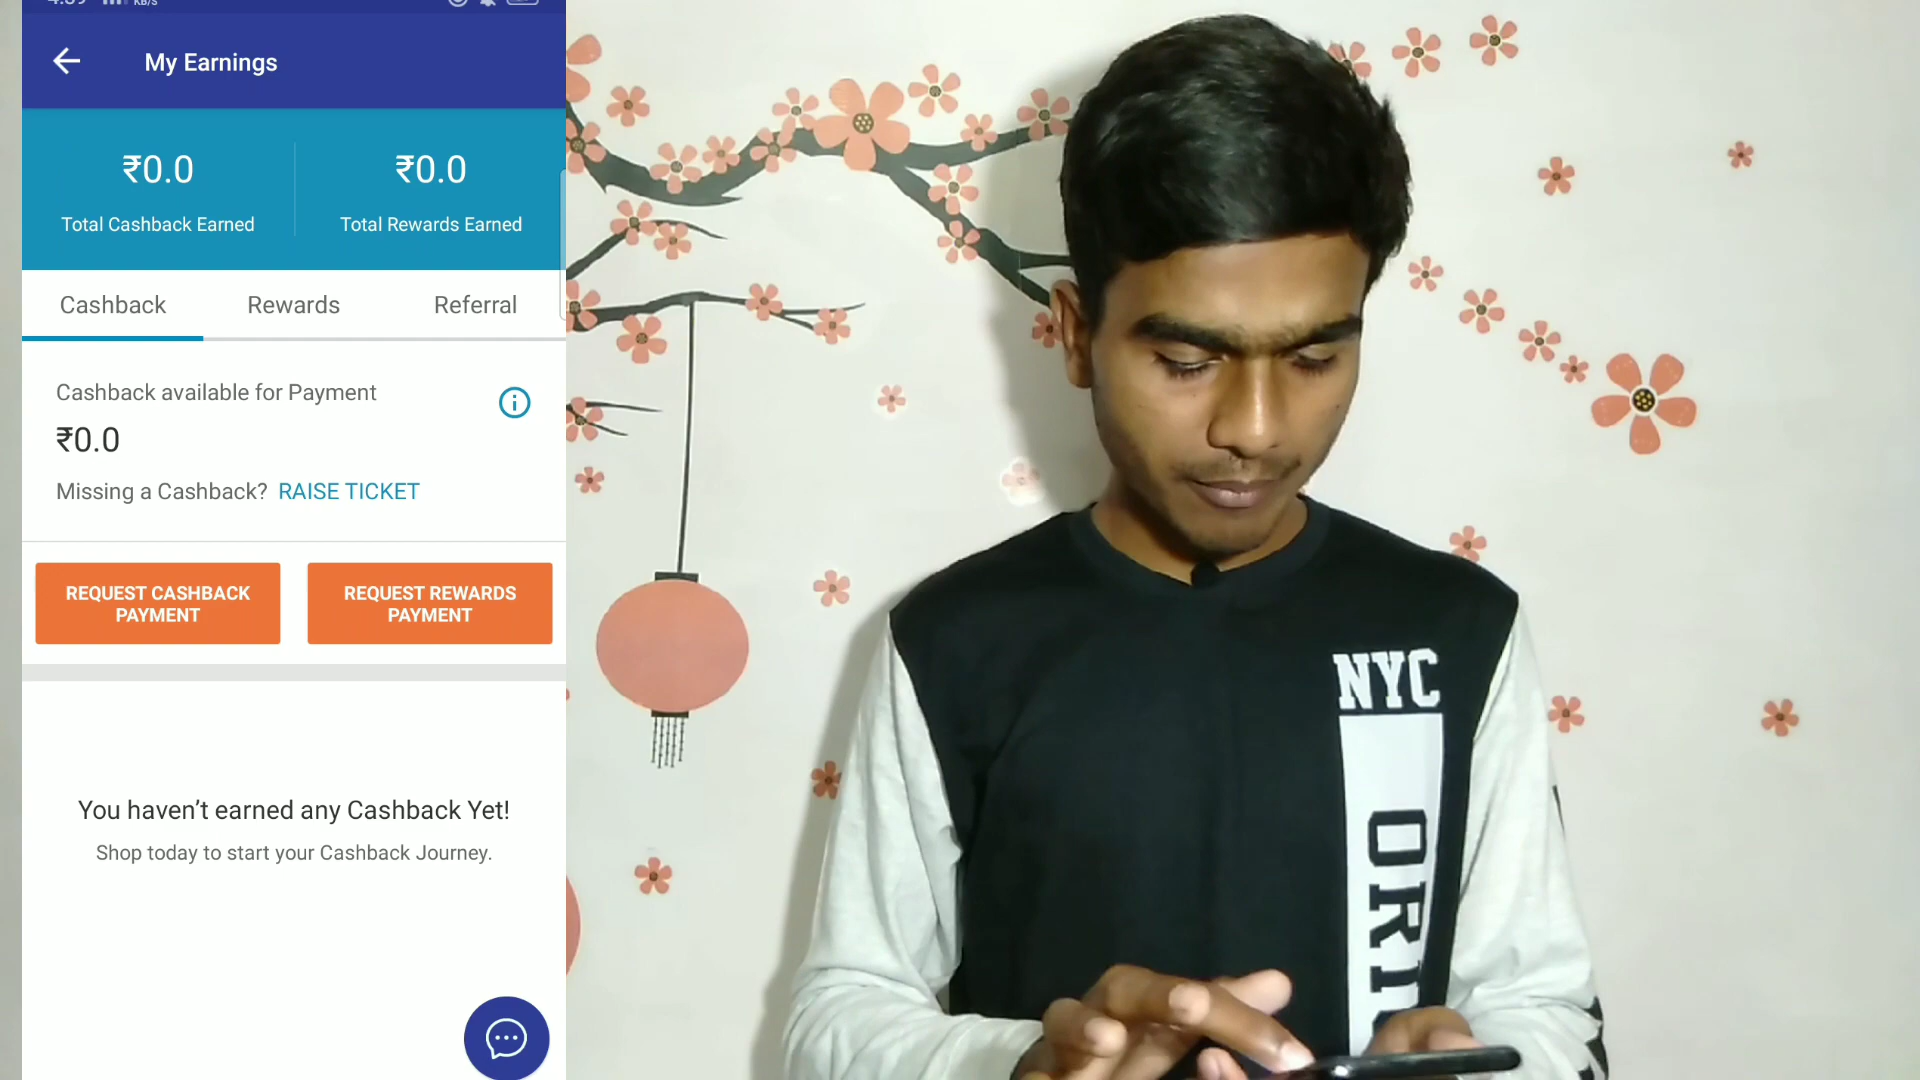 My Earnings
₹0.0
₹0.0
Total Cashback Earned
Total Rewards Earned
Cashback
Rewards
Referral
Cashback available for Payment
₹0.0
Missing a Cashback? RAISE TICKET
REQUEST CASHBACK
PAYMENT
REQUEST REWARDS
PAYMENT
You haven’t earned any Cashback Yet!
Shop today to start your Cashback Journey.
NYC